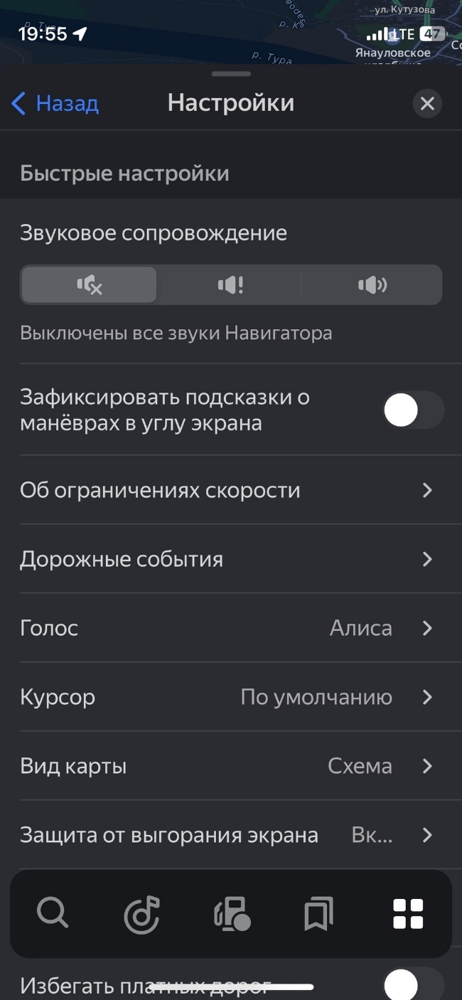 ул. Кутузова
р. Тура
19:55
LTE 47
р. Тура
Янауловское
Назад
Настройки
Быстрые настройки
Звуковое сопровождение
Выключены все звуки Навигатора
Зафиксировать подсказки о
манёврах в углу экрана
Об ограничениях скорости
Дорожные события
Голос Алиса
Курсор По умолчанию
Вид карты Схема
Защита от выгорания экрана Вк...
Избегать платных дорог